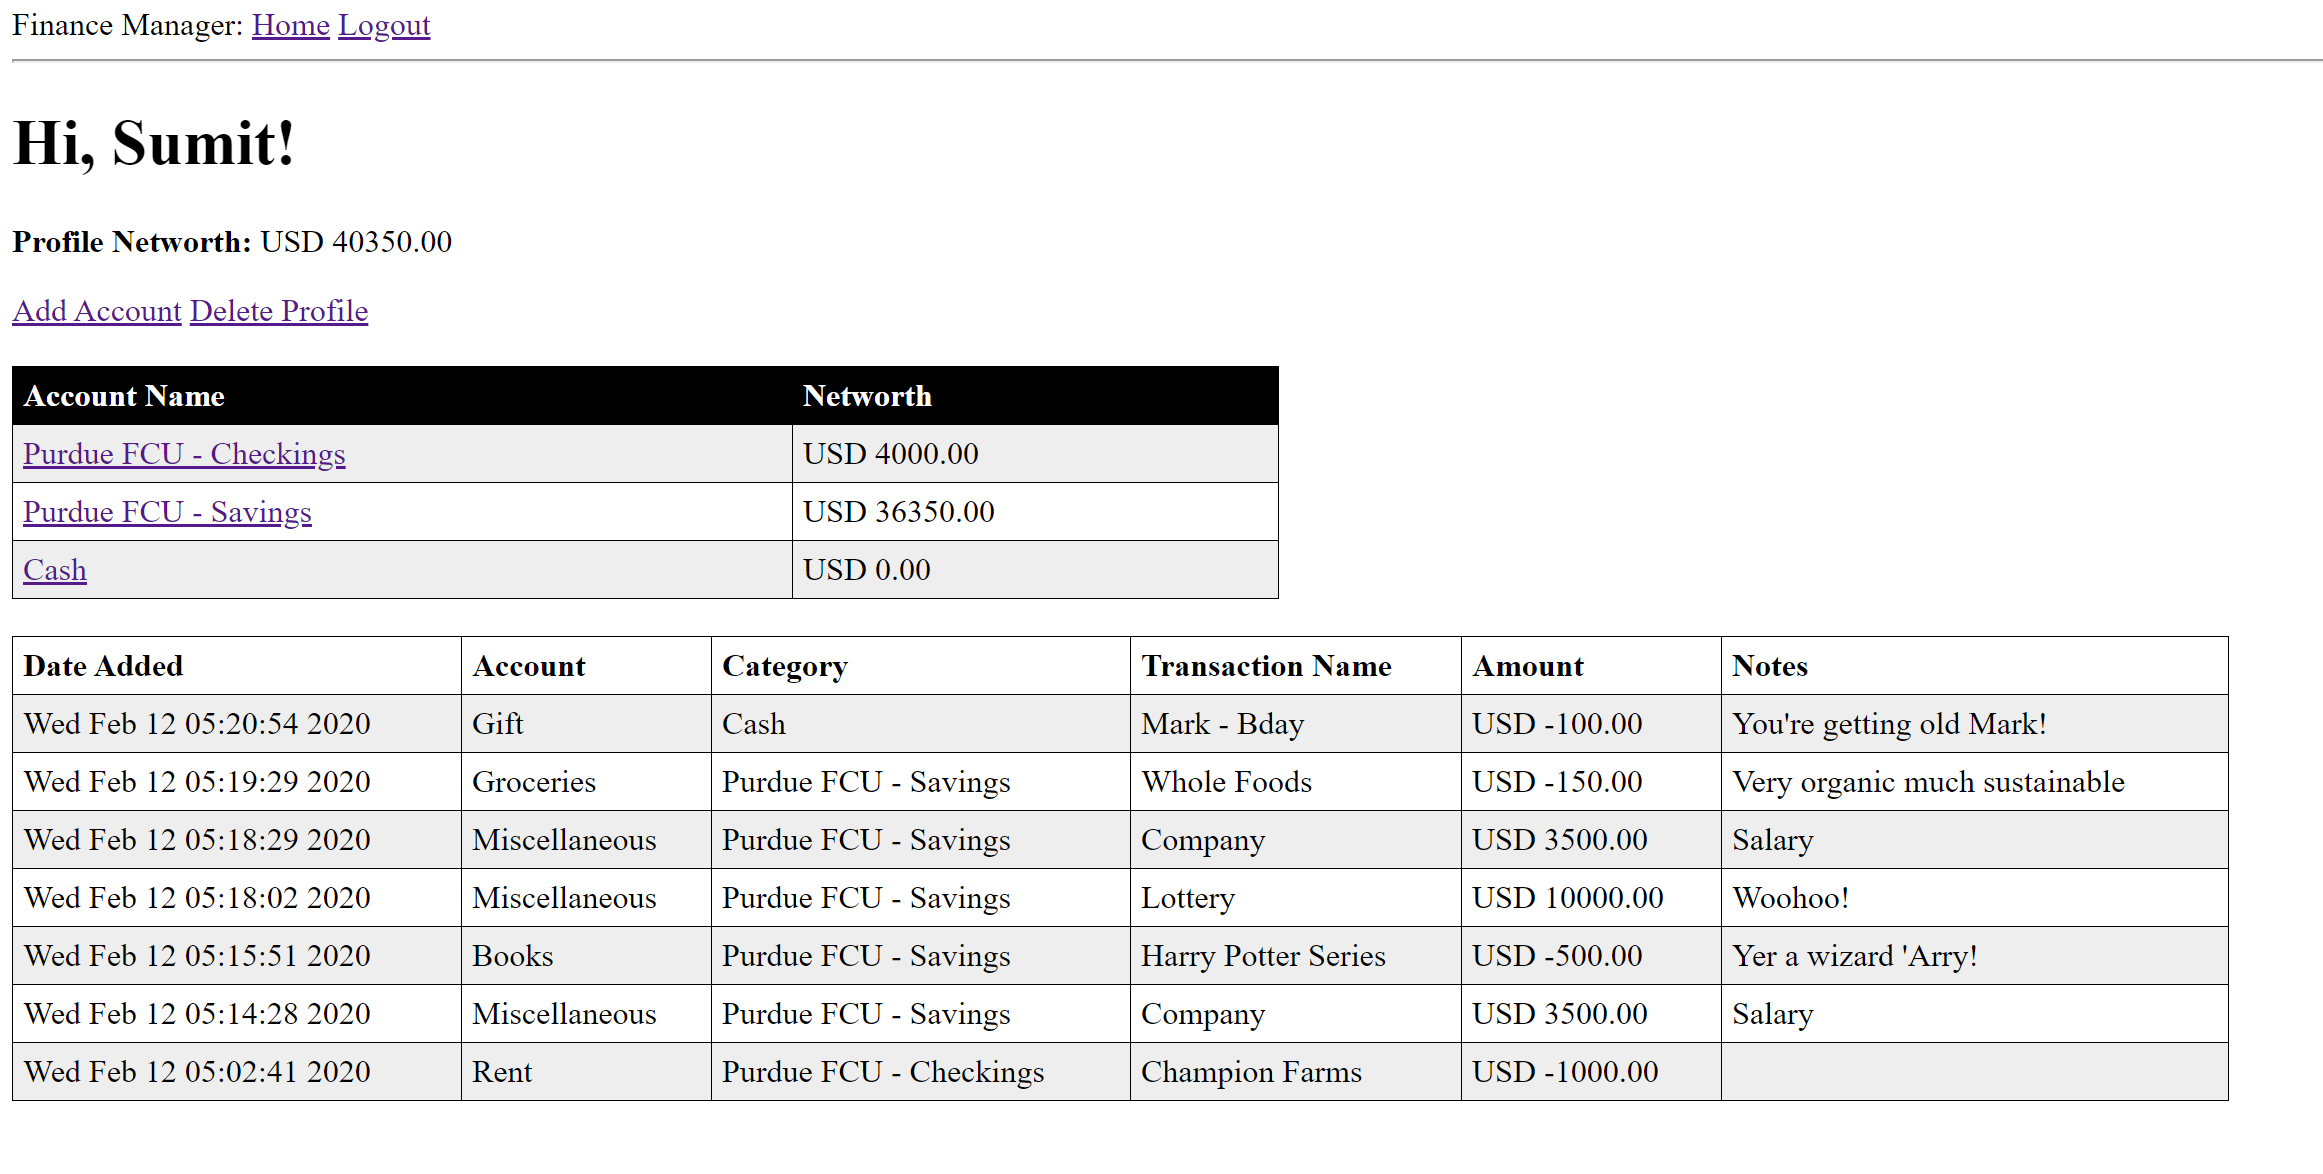 Finance Manager: Home Logout
Hi, Sumit!
Profile Networth: USD 40350.00
Add Account Delete Profile
Account Name Networth
Purdue FCU - Checkings USD 4000.00
Purdue FCU - Savings USD 36350.00
Cash USD 0.00
Date Added Account Category Transaction Name Amount Notes
Wed Feb 12 05:20:54 2020 Gift Cash Mark - Bday USD -100.00 You're getting old Mark!
Wed Feb 12 05:19:29 2020 Groceries Purdue FCU - Savings Whole Foods USD -150.00 Very organic much sustainable
Wed Feb 12 05:18:29 2020 Miscellaneous Purdue FCU - Savings Company USD 3500.00 Salary
Wed Feb 12 05:18:02 2020 Miscellaneous Purdue FCU - Savings Lottery USD 10000.00 Woohoo!
Wed Feb 12 05:15:51 2020 Books Purdue FCU - Savings Harry Potter Series USD -500.00 Yer a wizard 'Arry!
Wed Feb 12 05:14:28 2020 Miscellaneous Purdue FCU - Savings Company USD 3500.00 Salary
Wed Feb 12 05:02:41 2020 Rent Purdue FCU - Checkings Champion Farms USD -1000.00